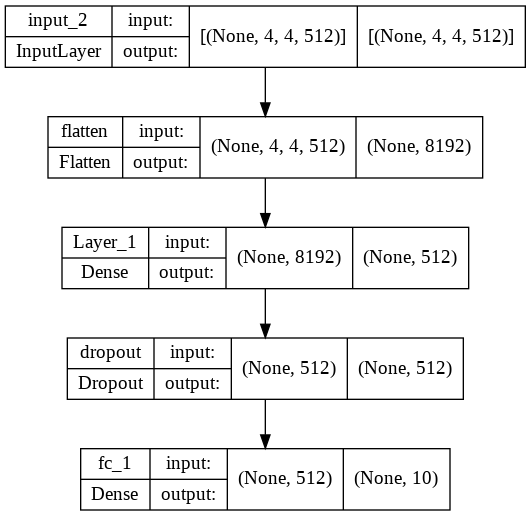 input_2 input: [(None, 4, 4, 512)] [(None, 4, 4, 512)]
InputLayer output:
flatten input: (None, 4, 4, 512) (None, 8192)
Flatten output:
Layer_1 input: (None, 8192) (None, 512)
Dense output:
dropout input: (None, 512) (None, 512)
Dropout output:
fc_1 input: (None, 512) (None, 10)
Dense output: